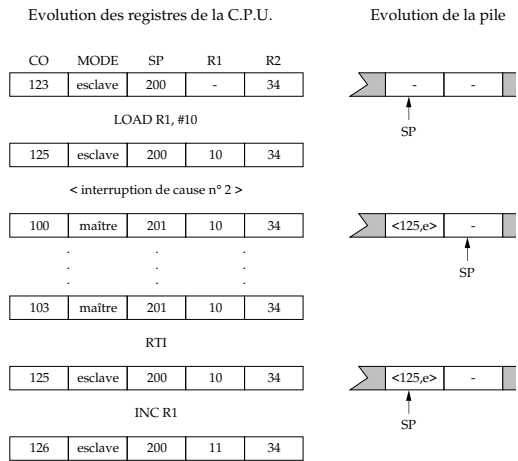 Evolution des registres de la C.P.U. Evolution de la pile
CO MODE SP R1 R2
123 esclave 200 - 34 - -
SP
LOAD R1, #10
125 esclave 200 10 34
< interruption de cause n° 2 >
100 maître 201 10 34 <125,e> -
SP
. . .
. . .
. . .
103 maître 201 10 34
RTI
125 esclave 200 10 34 <125,e> -
SP
INC R1
126 esclave 200 11 34